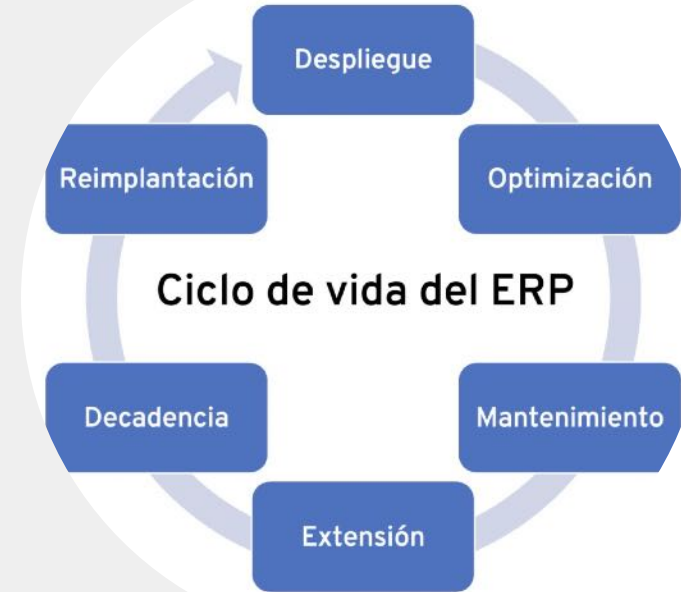 Despliegue
Reimplantación
Optimización
Ciclo de vida del ERP
Decadencia
Mantenimiento
Extensión